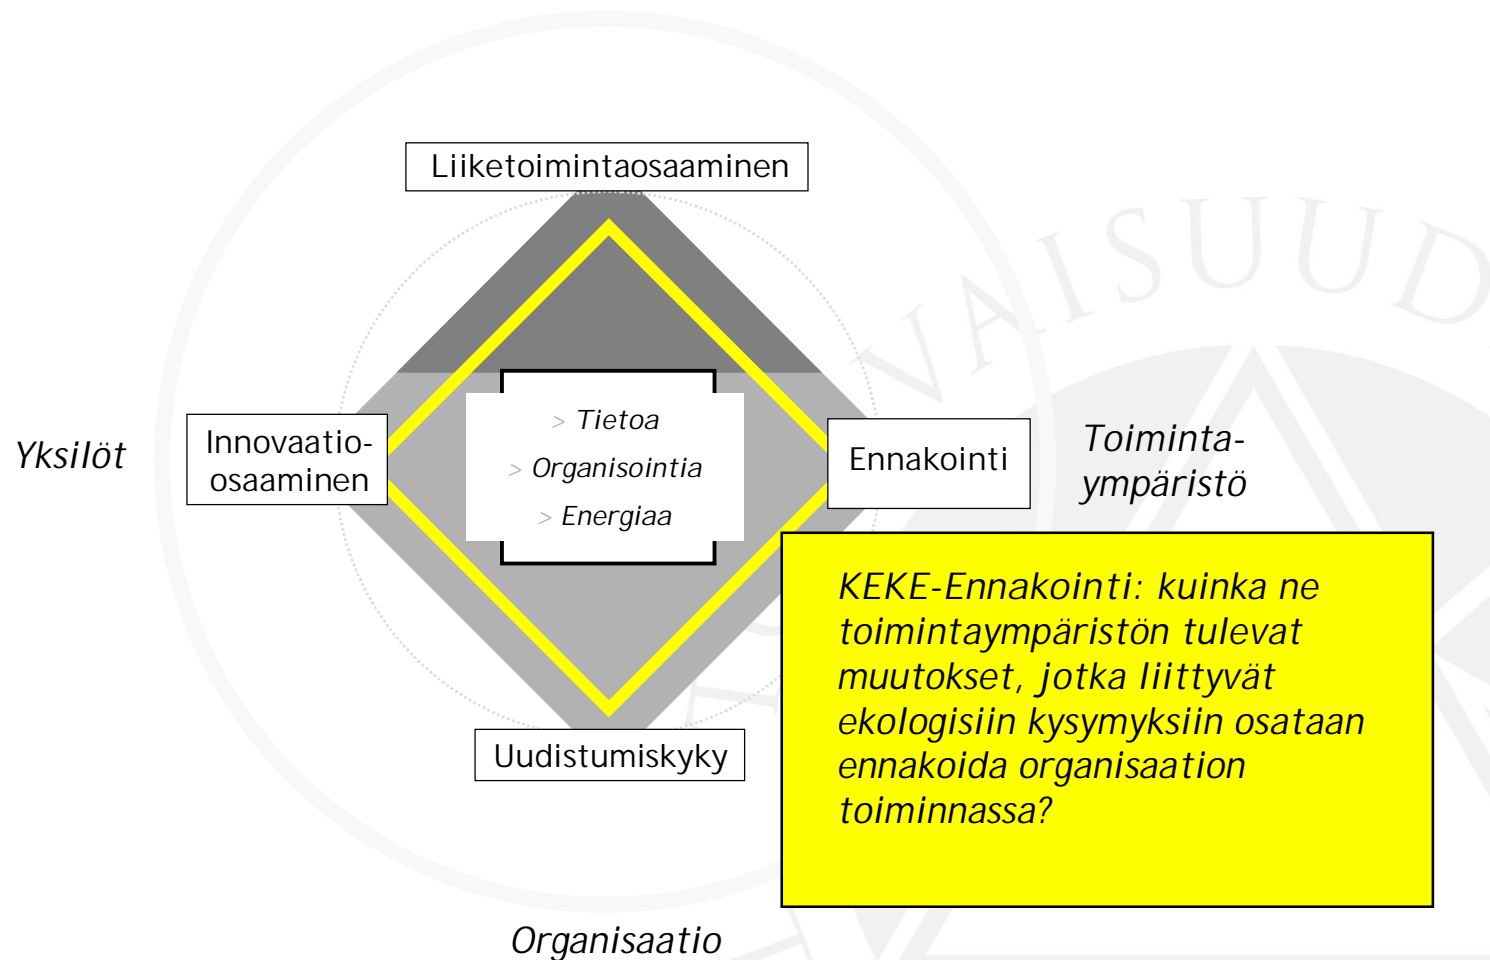 Liiketoimintaosaaminen
VAISUUD
Yksilöt
Innovaatio-
osaaminen
> Tietoa
> Organisointia
> Energiaa
Ennakointi
Toiminta-
ympäristö
Uudistumiskyky
KEKE-Ennakointi: kuinka ne
toimintaympäristön tulevat
muutokset, jotka liittyvät
ekologisiin kysymyksiin osataan
ennakoida organisaation
toiminnassa?
Organisaatio